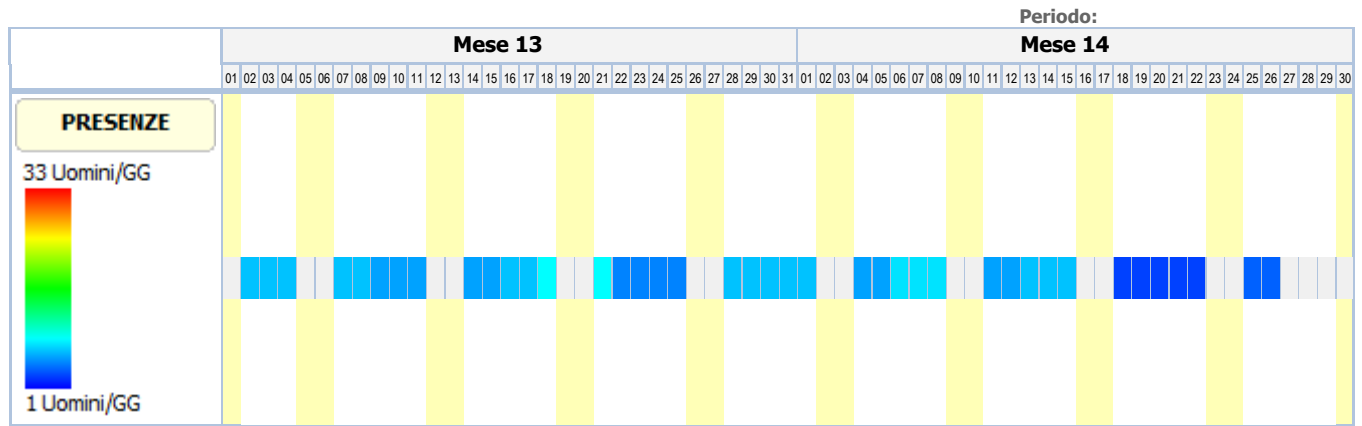 Periodo:
Mese 13 Mese 14
01 02 03 04 05 06 07 08 09 10 11 12 13 14 15 16 17 18 19 20 21 22 23 24 25 26 27 28 29 30 31 01 02 03 04 05 06 07 08 09 10 11 12 13 14 15 16 17 18 19 20 21 22 23 24 25 26 27 28 29 30
PRESENZE
33 Uomini/GG
1 Uomini/GG